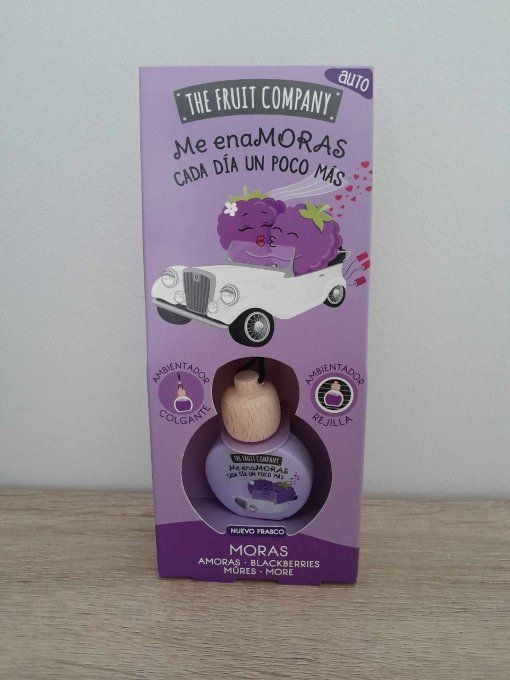 AUTO
THE FRUIT COMPANY
Me enaMORAS
CADA DÍA UN POCO MÁS
AMBIENTADOR
COLGANTE
AMBIENTADOR
REJILLA
THE FRUIT COMPANY
Me enaMORAS
CADA DÍA UN POCO MÁS
NUEVO FRASCO
MORAS
AMORAS · BLACKBERRIES
MÛRES · MORE